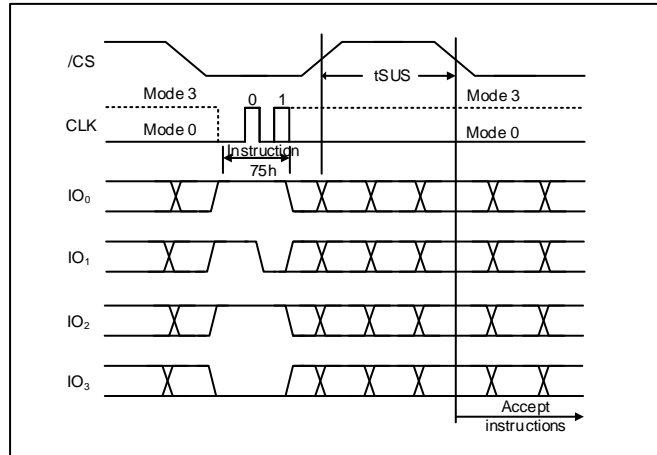 /CS
tSUS
Mode 3
0 1
Mode 3
CLK
Mode 0
Mode 0
Instruction
75h
IO₀
IO₁
IO₂
IO₃
Accept
instructions